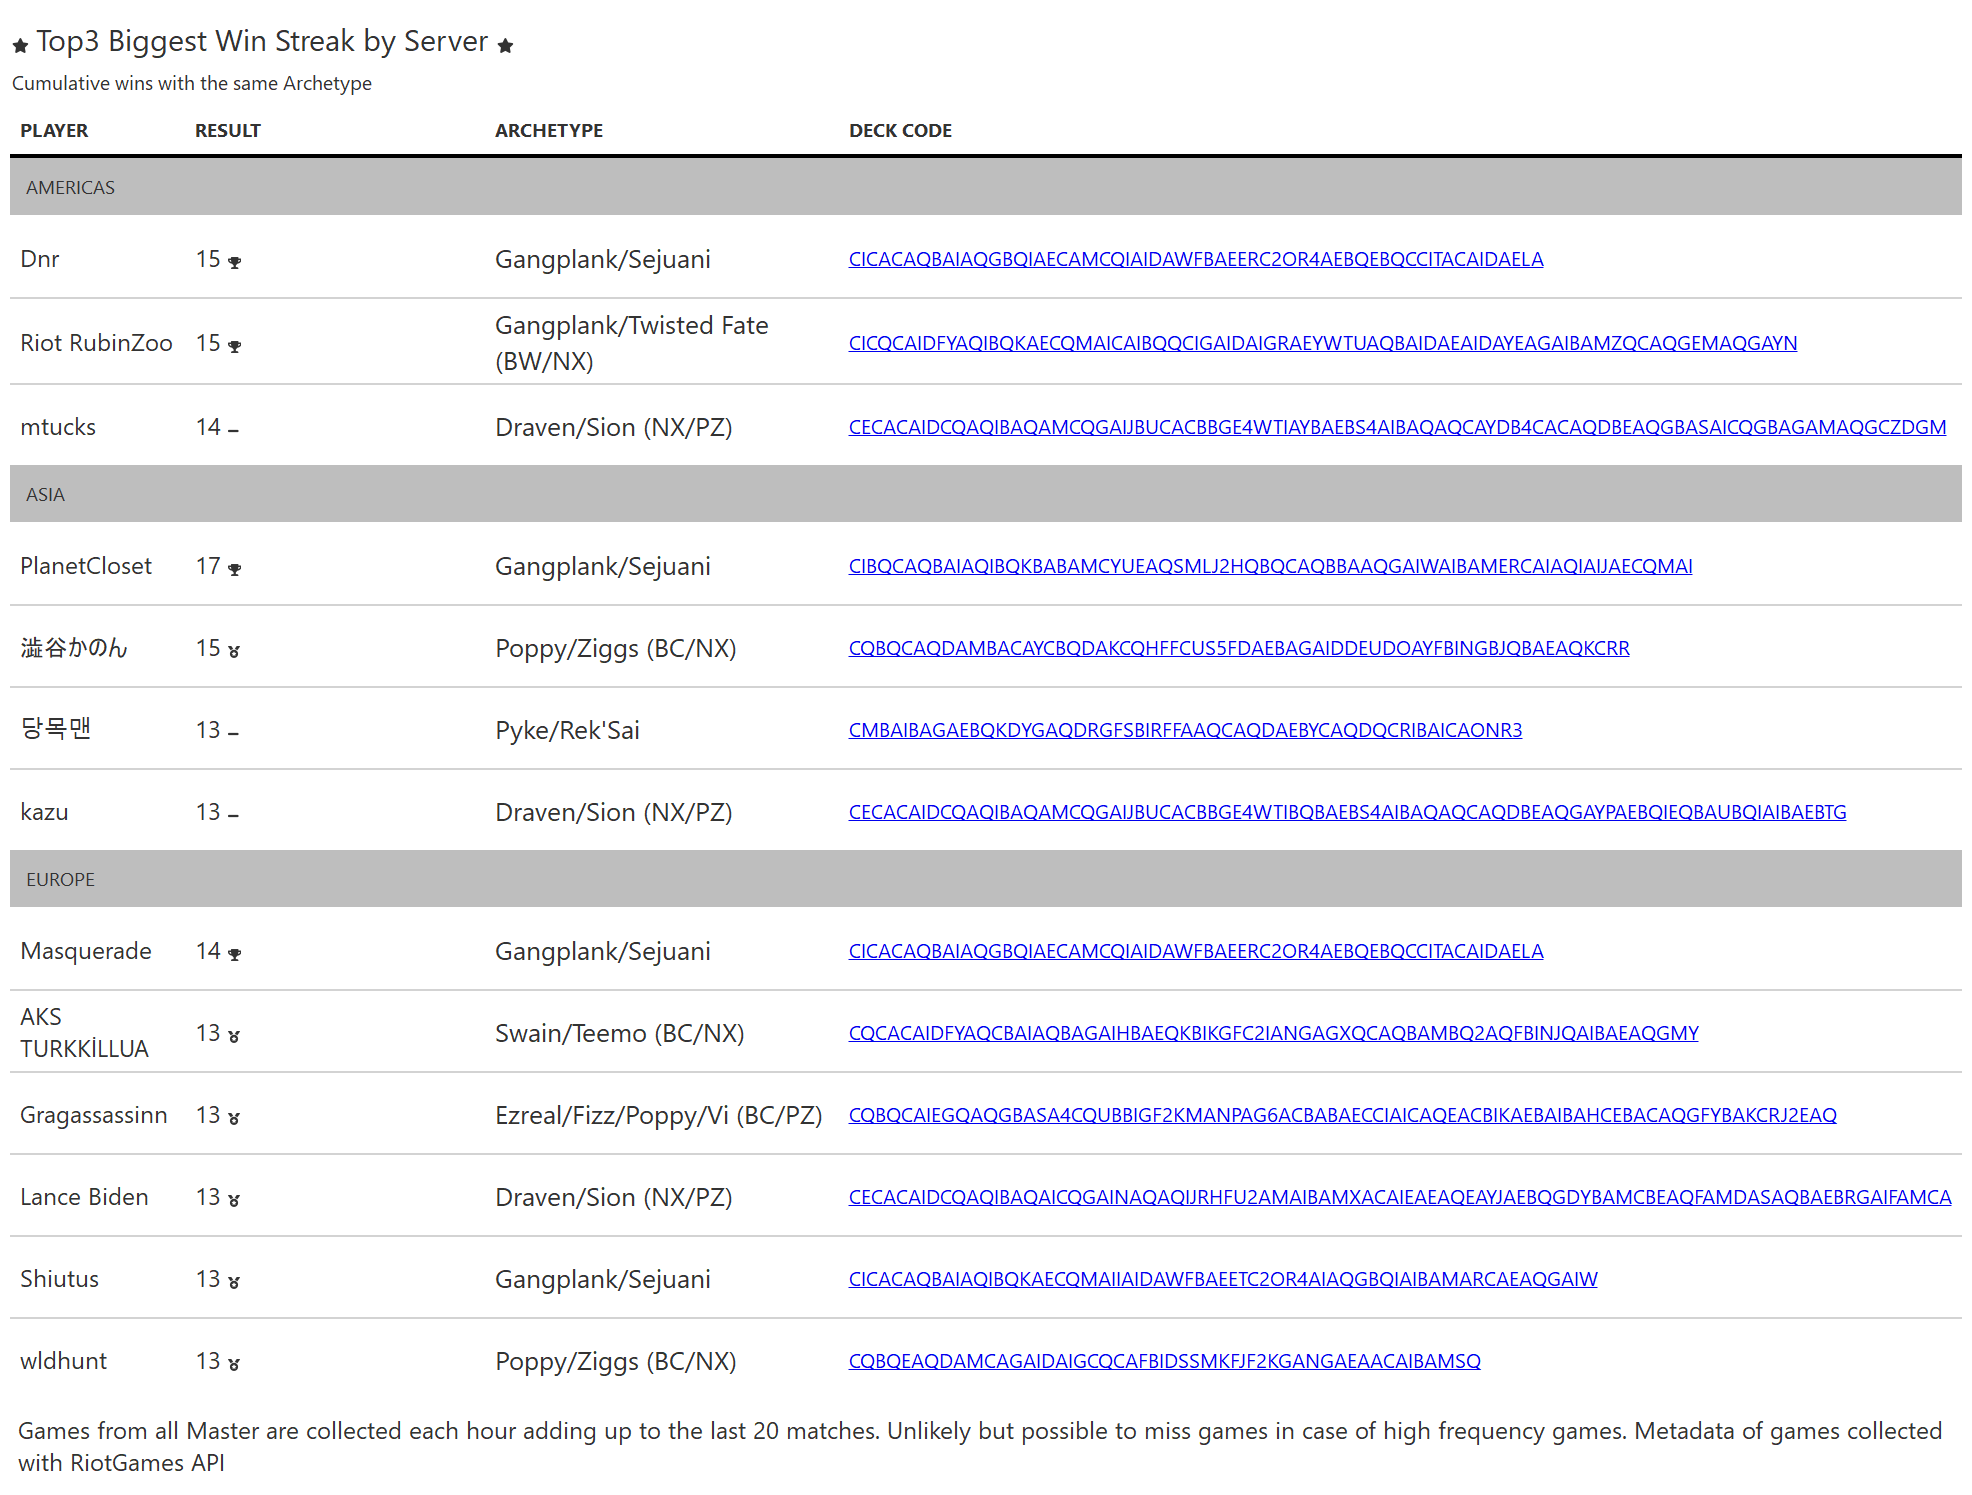 ★ Top3 Biggest Win Streak by Server ★
Cumulative wins with the same Archetype
PLAYER RESULT ARCHETYPE DECK CODE
AMERICAS
Dnr 15 Gangplank/Sejuani CICACAQBAIAQGBQIAECAMCQIAIDAWFBAEERC2OR4AEBQEBQCCITACAIDAELA
Riot RubinZoo 15 Gangplank/Twisted Fate (BW/NX) CICQCAIDFYAQIBQKAECQMAICAIBQQCIGAIDAIGRAEYWTUAQBAIDAEAIDAYEAGAIBAMZQCAQGEMAQGAYN
mtucks 14 – Draven/Sion (NX/PZ) CECACAIDCQAQIBAQAMCQGAIJBUCACBBGE4WTIAYBAEBS4AIBAQAQCAYDB4CACAQDBEAQGBASAICQGBAGAMAQGCZDGM
ASIA
PlanetCloset 17 Gangplank/Sejuani CIBQCAQBAIAQIBQKBABAMCYUEAQSMLJ2HQBQCAQBBAAQGAIWAIBAMERCAIAQIAIJAECQMAI
澁谷かのん 15 Poppy/Ziggs (BC/NX) CQBQCAQDAMBACAYCBQDAKCQHFFCUS5FDAEBAGAIDDEUDOAYFBINGBJQBAEAQKCRR
당목맨 13 – Pyke/Rek'Sai CMBAIBAGAEBQKDYGAQDRGFSBIRFFAAQCAQDAEBYCAQDQCRIBAICAONR3
kazu 13 – Draven/Sion (NX/PZ) CECACAIDCQAQIBAQAMCQGAIJBUCACBBGE4WTIBQBAEBS4AIBAQAQCAQDBEAQGAYPAEBQIEQBAUBQIAIBAEBTG
EUROPE
Masquerade 14 Gangplank/Sejuani CICACAQBAIAQGBQIAECAMCQIAIDAWFBAEERC2OR4AEBQEBQCCITACAIDAELA
AKS TURKKİLLUA 13 Swain/Teemo (BC/NX) CQCACAIDFYAQCBAIAQBAGAIHBAEQKBIKGFC2IANGAGXQCAQBAMBQ2AQFBINJQAIBAEAQGMY
Gragassassinn 13 Ezreal/Fizz/Poppy/Vi (BC/PZ) CQBQCAIEGQAQGBASA4CQUBBIGF2KMANPAG6ACBABAECCIAICAQEACBIKAEBAIBAHCEBACAQGFYBAKCRJ2EAQ
Lance Biden 13 Draven/Sion (NX/PZ) CECACAIDCQAQIBAQAICQGAINAQAQIJRHFU2AMAIBAMXACAIEAEAQEAYJAEBQGDYBAMCBEAQFAMDASAQBAEBRGAIFAMCA
Shiutus 13 Gangplank/Sejuani CICACAQBAIAQIBQKAECQMAIIAIDAWFBAEETC2OR4AIAQGBQIAIBAMARCAEAQGAIW
wldhunt 13 Poppy/Ziggs (BC/NX) CQBQEAQDAMCAGAIDAIGCQCAFBIDSSMKFJF2KGANGAEAACAIBAMSQ
Games from all Master are collected each hour adding up to the last 20 matches. Unlikely but possible to miss games in case of high frequency games. Metadata of games collected
with RiotGames API